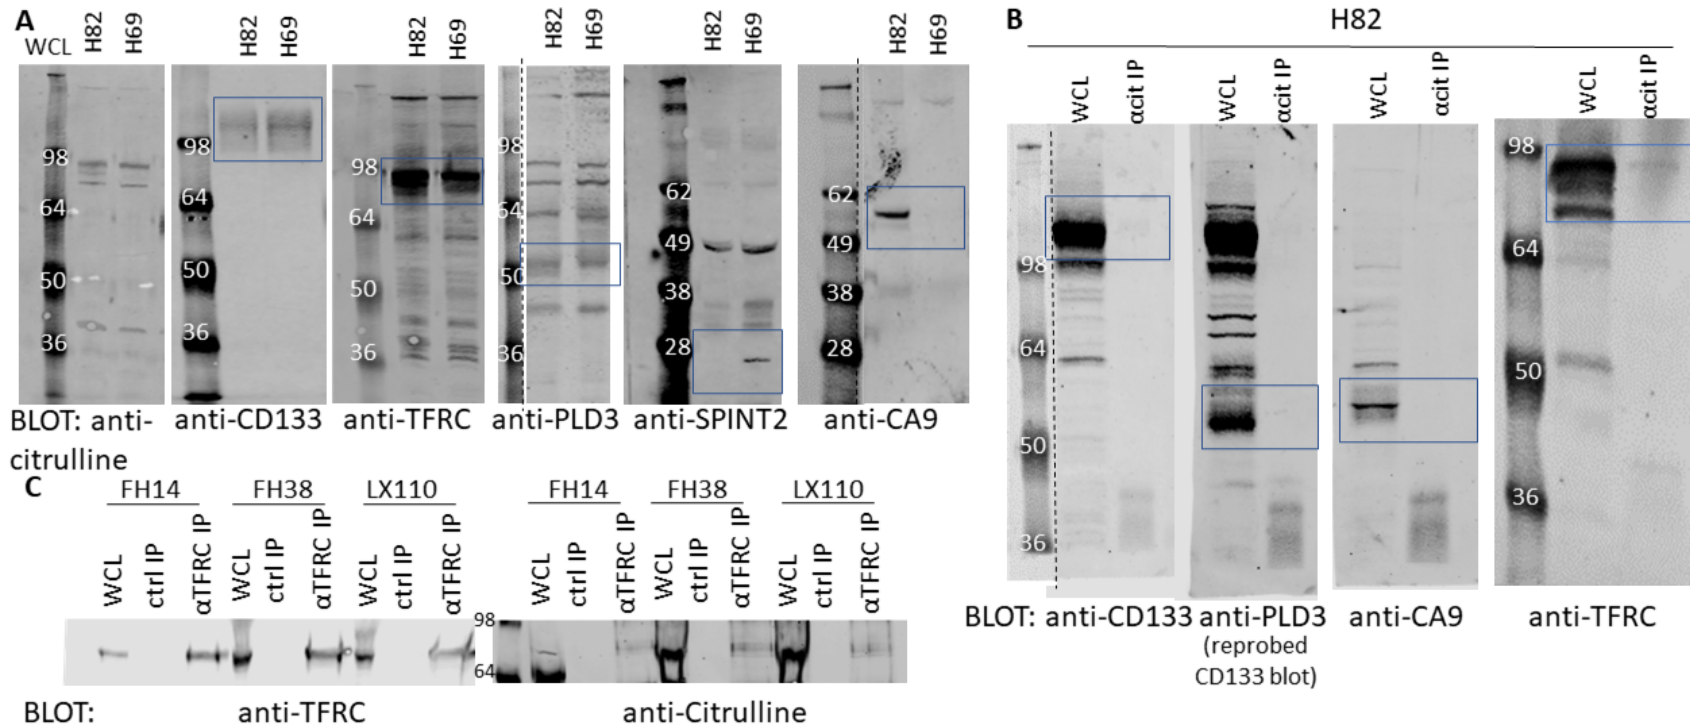 A
WCL H82 H69 H82 H69 H82 H69 H82 H69 H82 H69 H82 H69
98
64
50
36
98
64
50
36
98
64
50
36
98
64
50
36
62
49
38
28
62
49
38
28
BLOT: anti-citrulline
anti-CD133
anti-TFRC
anti-PLD3
anti-SPINT2
anti-CA9
B
H82
WCL αcit IP WCL αcit IP WCL αcit IP WCL αcit IP
98
64
50
36
98
64
50
36
BLOT: anti-CD133 anti-PLD3 anti-CA9 anti-TFRC
(reprobed
CD133 blot)
C
FH14 FH38 LX110 FH14 FH38 LX110
WCL ctrl IP αTFRC IP WCL ctrl IP αTFRC IP WCL ctrl IP αTFRC IP WCL ctrl IP αTFRC IP WCL ctrl IP αTFRC IP WCL ctrl IP αTFRC IP
98
64
BLOT: anti-TFRC anti-Citrulline